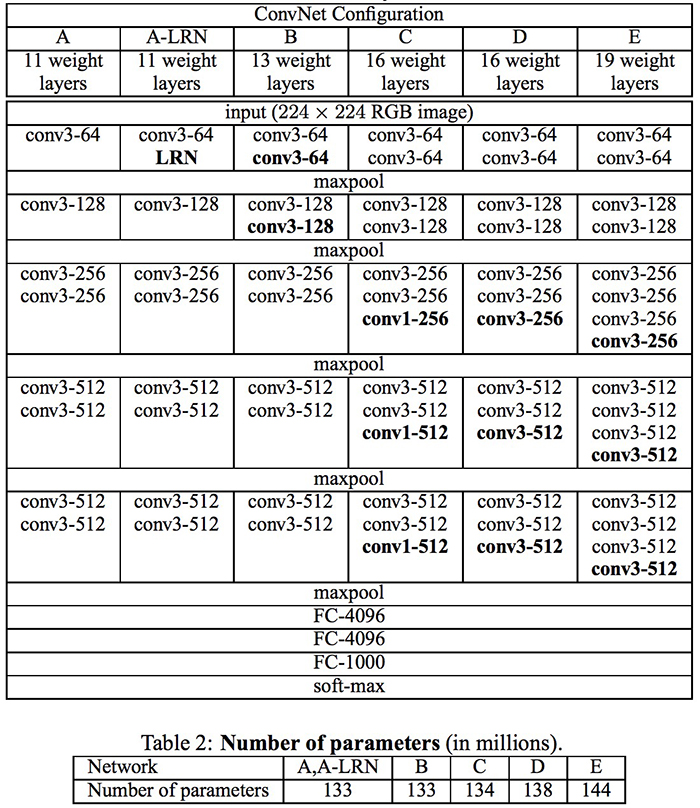 ConvNet Configuration
A A-LRN B C D E
11 weight 11 weight 13 weight 16 weight 16 weight 19 weight
layers layers layers layers layers layers
input (224 × 224 RGB image)
conv3-64 conv3-64 conv3-64 conv3-64 conv3-64 conv3-64
LRN conv3-64 conv3-64 conv3-64 conv3-64
maxpool
conv3-128 conv3-128 conv3-128 conv3-128 conv3-128 conv3-128
conv3-128 conv3-128 conv3-128 conv3-128
maxpool
conv3-256 conv3-256 conv3-256 conv3-256 conv3-256 conv3-256
conv3-256 conv3-256 conv3-256 conv3-256 conv3-256 conv3-256
conv1-256 conv3-256 conv3-256
conv3-256
maxpool
conv3-512 conv3-512 conv3-512 conv3-512 conv3-512 conv3-512
conv3-512 conv3-512 conv3-512 conv3-512 conv3-512 conv3-512
conv1-512 conv3-512 conv3-512
conv3-512
maxpool
conv3-512 conv3-512 conv3-512 conv3-512 conv3-512 conv3-512
conv3-512 conv3-512 conv3-512 conv3-512 conv3-512 conv3-512
conv1-512 conv3-512 conv3-512
conv3-512
maxpool
FC-4096
FC-4096
FC-1000
soft-max
Table 2: Number of parameters (in millions).
Network A,A-LRN B C D E
Number of parameters 133 133 134 138 144